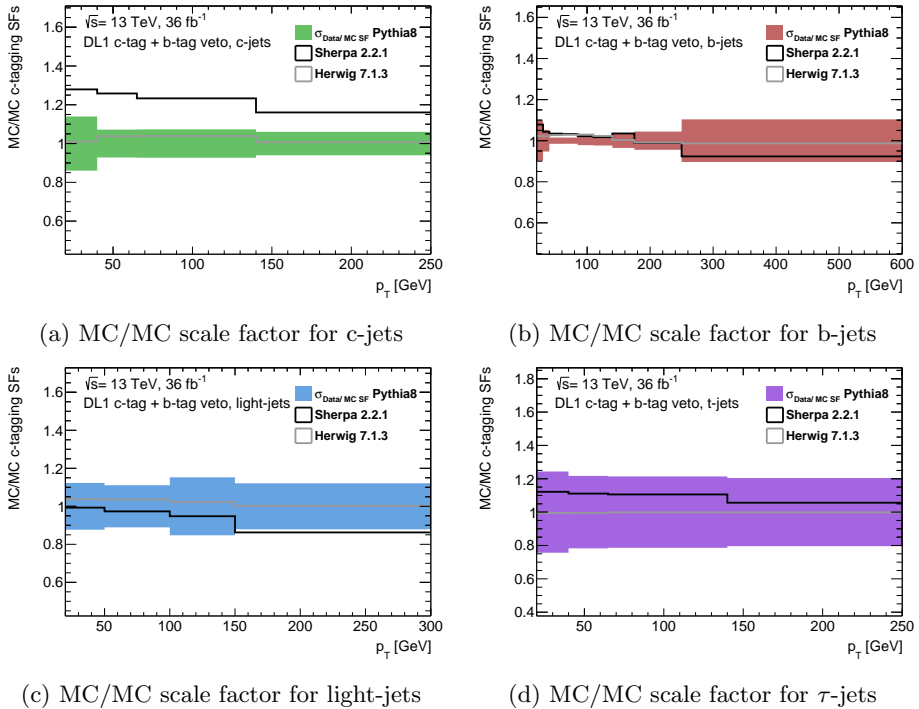 MC/MC c-tagging SFs
√s= 13 TeV, 36 fb⁻¹
DL1 c-tag + b-tag veto, c-jets
σData/ MC SF Pythia8
Sherpa 2.2.1
Herwig 7.1.3
1.6
1.4
1.2
1
0.8
0.6
50 100 150 200 250
pT [GeV]
(a) MC/MC scale factor for c-jets
MC/MC c-tagging SFs
√s= 13 TeV, 36 fb⁻¹
DL1 c-tag + b-tag veto, b-jets
σData/ MC SF Pythia8
Sherpa 2.2.1
Herwig 7.1.3
1.6
1.4
1.2
1
0.8
0.6
100 200 300 400 500 600
pT [GeV]
(b) MC/MC scale factor for b-jets
MC/MC c-tagging SFs
√s= 13 TeV, 36 fb⁻¹
DL1 c-tag + b-tag veto, light-jets
σData/ MC SF Pythia8
Sherpa 2.2.1
Herwig 7.1.3
1.6
1.4
1.2
1
0.8
0.6
50 100 150 200 250 300
pT [GeV]
(c) MC/MC scale factor for light-jets
MC/MC c-tagging SFs
√s= 13 TeV, 36 fb⁻¹
DL1 c-tag + b-tag veto, t-jets
σData/ MC SF Pythia8
Sherpa 2.2.1
Herwig 7.1.3
1.8
1.6
1.4
1.2
1
0.8
0.6
0.4
50 100 150 200 250
pT [GeV]
(d) MC/MC scale factor for τ-jets